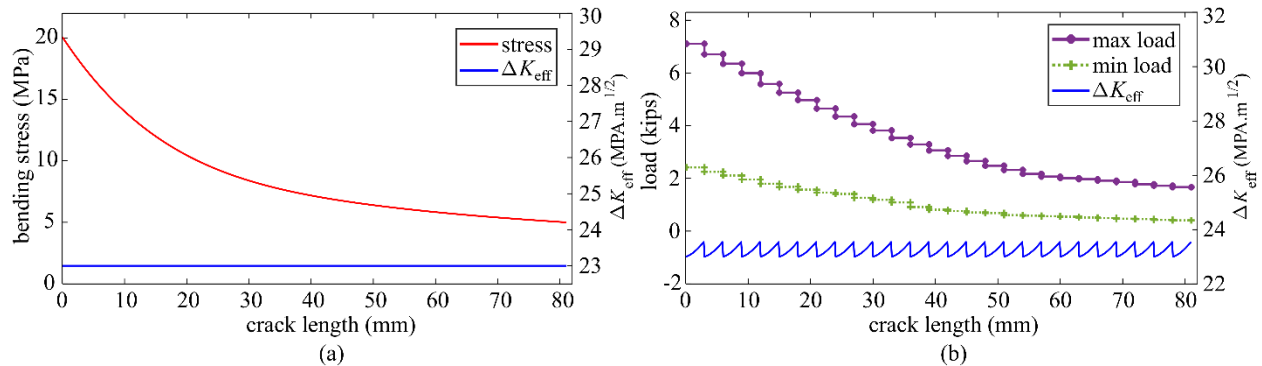 bending stress (MPa)
20
15
10
5
0
stress
ΔKeff
30
29
28
27
26
25
24
23
ΔKeff (MPA.m 1/2)
0 10 20 30 40 50 60 70 80
crack length (mm)
(a)
load (kips)
8
6
4
2
0
-2
max load
min load
ΔKeff
32
30
28
26
24
22
ΔKeff (MPA.m 1/2)
0 10 20 30 40 50 60 70 80
crack length (mm)
(b)